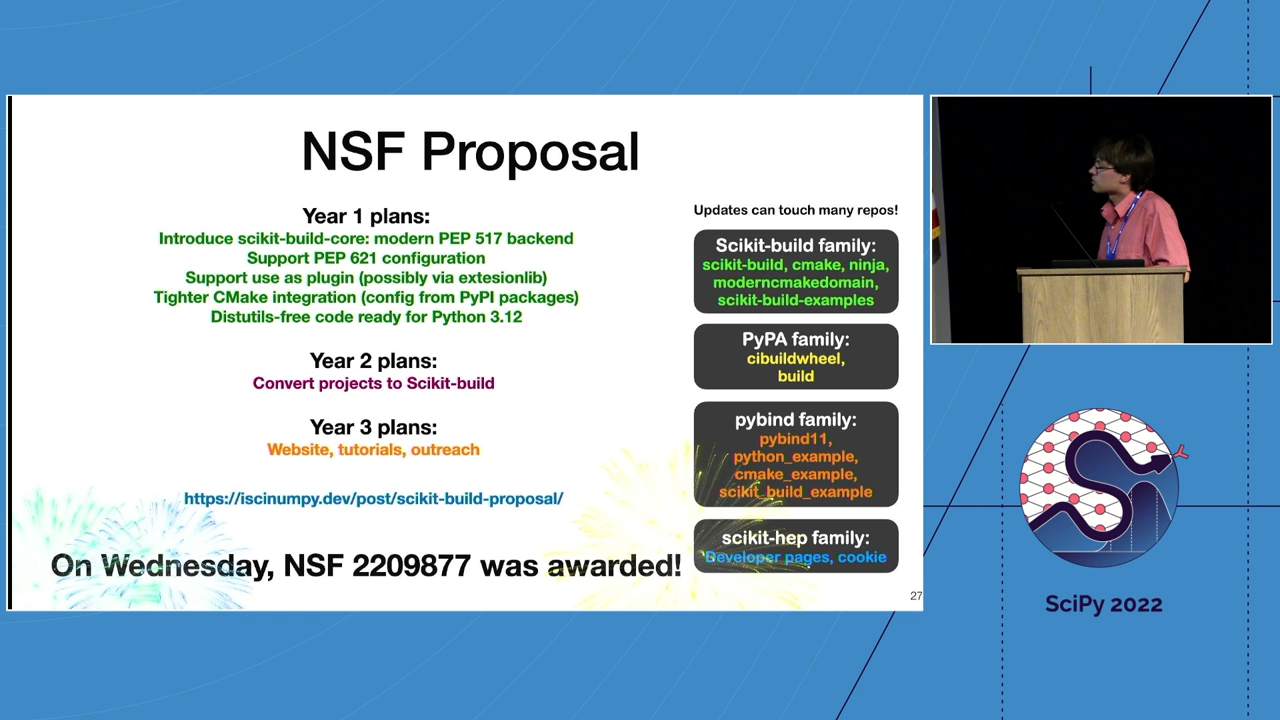 NSF Proposal
Year 1 plans:
Introduce scikit-build-core: modern PEP 517 backend
Support PEP 621 configuration
Support use as plugin (possibly via extesionlib)
Tighter CMake integration (config from PyPI packages)
Distutils-free code ready for Python 3.12
Year 2 plans:
Convert projects to Scikit-build
Year 3 plans:
Website, tutorials, outreach
https://iscinumpy.dev/post/scikit-build-proposal/
On Wednesday, NSF 2209877 was awarded!
Updates can touch many repos!
Scikit-build family:
scikit-build, cmake, ninja,
moderncmakedomain,
scikit-build-examples
PyPA family:
cibuildwheel,
build
pybind family:
pybind11,
python_example,
cmake_example,
scikit_build_example
scikit-hep family:
Developer pages, cookie
27
SciPy 2022